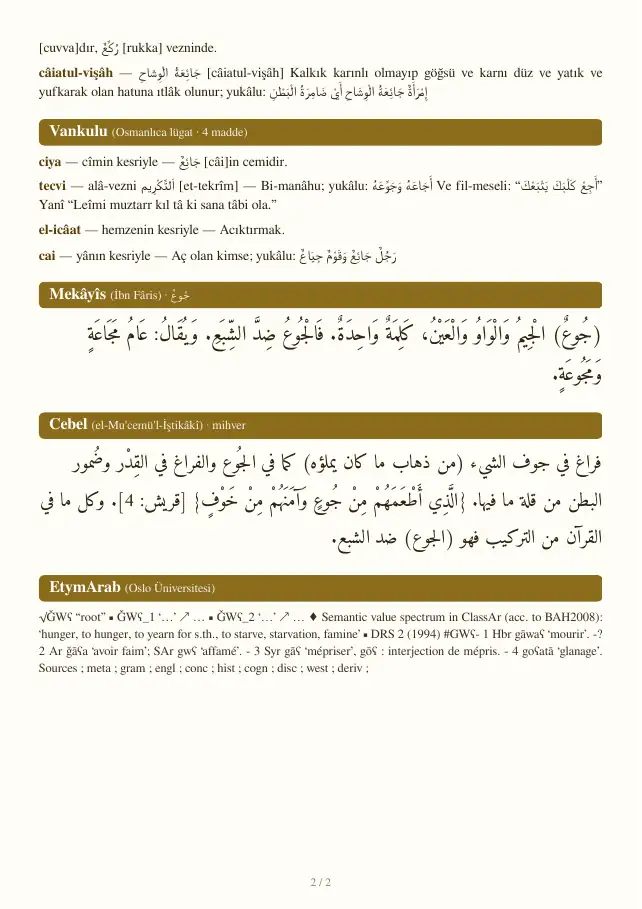 [cuvva]dır, رُكَّعٌ [rukka] vezninde.
câiatul-vişâh — جَائِعَةُ الْوِشَاحِ [câiatul-vişâh] Kalkık karınlı olmayıp göğsü ve karnı düz ve yatık ve
yufkarak olan hatuna ıtlâk olunur; yukâlu: إِمْرَأَةٌ جَائِعَةُ الْوِشَاحِ أَيْ ضَامِرَةُ الْبَطْنِ
Vankulu (Osmanlıca lügat · 4 madde)
ciya — cîmin kesriyle — جَائِعٌ [câi]in cemidir.
tecvi — alâ-vezni اَلتَّكْرِيم [et-tekrîm] — Bi-manâhu; yukâlu: أَجَاعَهُ وَجَوَّعَهُ Ve fil-meseli: “أَجِعْ كَلْبَكَ يَتْبَعْكَ”
Yanî “Leîmi muztarr kıl tâ ki sana tâbi ola.”
el-icâat — hemzenin kesriyle — Acıktırmak.
cai — yânın kesriyle — Aç olan kimse; yukâlu: رَجُلٌ جَائِعٌ وَقَوْمٌ جِيَاعٌ
Mekâyîs (İbn Fâris) · جُوعٌ
(جُوعٌ) الْجِيمُ وَالْوَاوُ وَالْعَيْنُ، كَلِمَةٌ وَاحِدَةٌ. فَالْجُوعُ ضِدَّ الشِّبَعِ. وَيُقَالُ: عَامُ مَجَاعَةٍ
وَمَجُوعَةٍ.
Cebel (el-Mu'cemü'l-İştikâkî) · mihver
فراغ في جوف الشيء (من ذهاب ما كان يملؤه) كما في الجُوع والفراغ في القِدْر وضُمور
البطن من قلة ما فيها. {الَّذِي أَطْعَمَهُمْ مِنْ جُوعٍ وَآمَنَهُمْ مِنْ خَوْفٍ} [قريش: 4]. وكل ما في
القرآن من التركيب فهو (الجوع) ضد الشبع.
EtymArab (Oslo Üniversitesi)
√ǦWʕ “root” ▪ ǦWʕ_1 ‘…’ ↗ … ▪ ǦWʕ_2 ‘…’ ↗ … ♦ Semantic value spectrum in ClassAr (acc. to BAH2008):
‘hunger, to hunger, to yearn for s.th., to starve, starvation, famine’ ▪ DRS 2 (1994) #GWʕ- 1 Hbr gāwaʕ ‘mourir’. -?
2 Ar ǧāʕa ‘avoir faim’; SAr gwʕ ‘affamé’. - 3 Syr gāʕ ‘mépriser’, gōʕ : interjection de mépris. - 4 goʕatā ‘glanage’.
Sources ; meta ; gram ; engl ; conc ; hist ; cogn ; disc ; west ; deriv ;
2 / 2